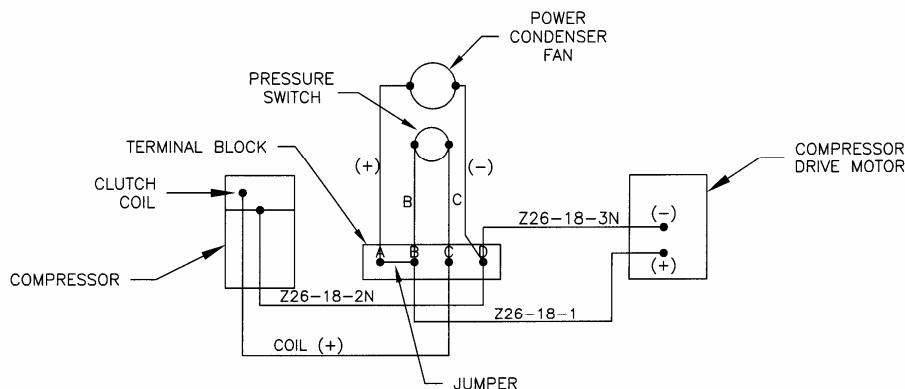 POWER
CONDENSER
FAN
PRESSURE
SWITCH
TERMINAL BLOCK
COMPRESSOR
DRIVE MOTOR
(+)
(-)
CLUTCH
COIL
B
C
Z26-18-3N
(-)
A
B
C
D
(+)
COMPRESSOR
Z26-18-2N
Z26-18-1
COIL (+)
JUMPER